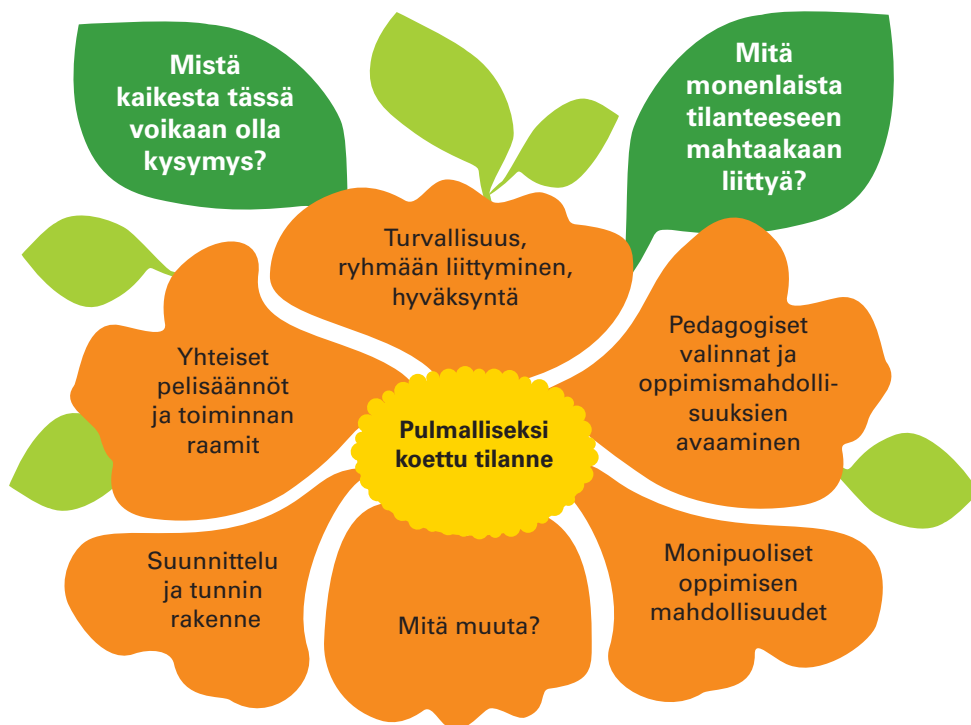 Mistä
kaikesta tässä
voikaan olla
kysymys?
Mitä
monenlaista
tilanteeseen
mahtaakaan
liittyä?
Turvallisuus,
ryhmään liittyminen,
hyväksyntä
Yhteiset
pelisäännöt
ja toiminnan
raamit
Pedagogiset
valinnat ja
oppimismahdolli-
suuksien
avaaminen
Pulmalliseksi
koettu tilanne
Suunnittelu
ja tunnin
rakenne
Mitä muuta?
Monipuoliset
oppimisen
mahdollisuudet